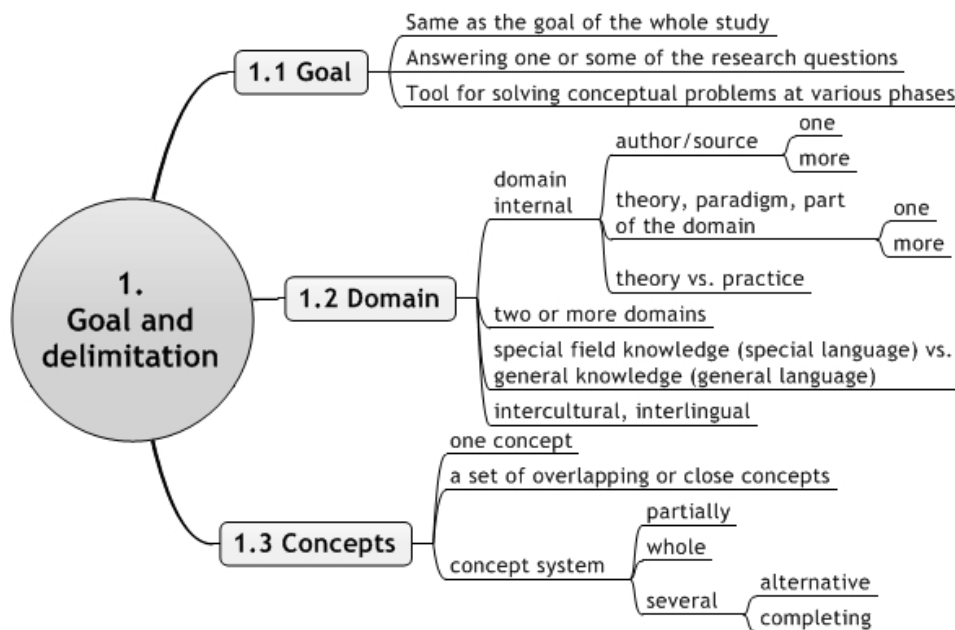 1.
Goal and
delimitation
1.1 Goal
Same as the goal of the whole study
Answering one or some of the research questions
Tool for solving conceptual problems at various phases
1.2 Domain
domain
internal
author/source
one
more
theory, paradigm, part
of the domain
one
more
theory vs. practice
two or more domains
special field knowledge (special language) vs.
general knowledge (general language)
intercultural, interlingual
1.3 Concepts
one concept
a set of overlapping or close concepts
concept system
partially
whole
several
alternative
completing